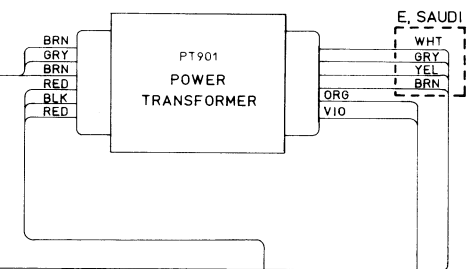 E, SAUDI
BRN
GRY
BRN
RED
BLK
RED
PT901
POWER
TRANSFORMER
WHT
GRY
YEL
BRN
ORG
VIO